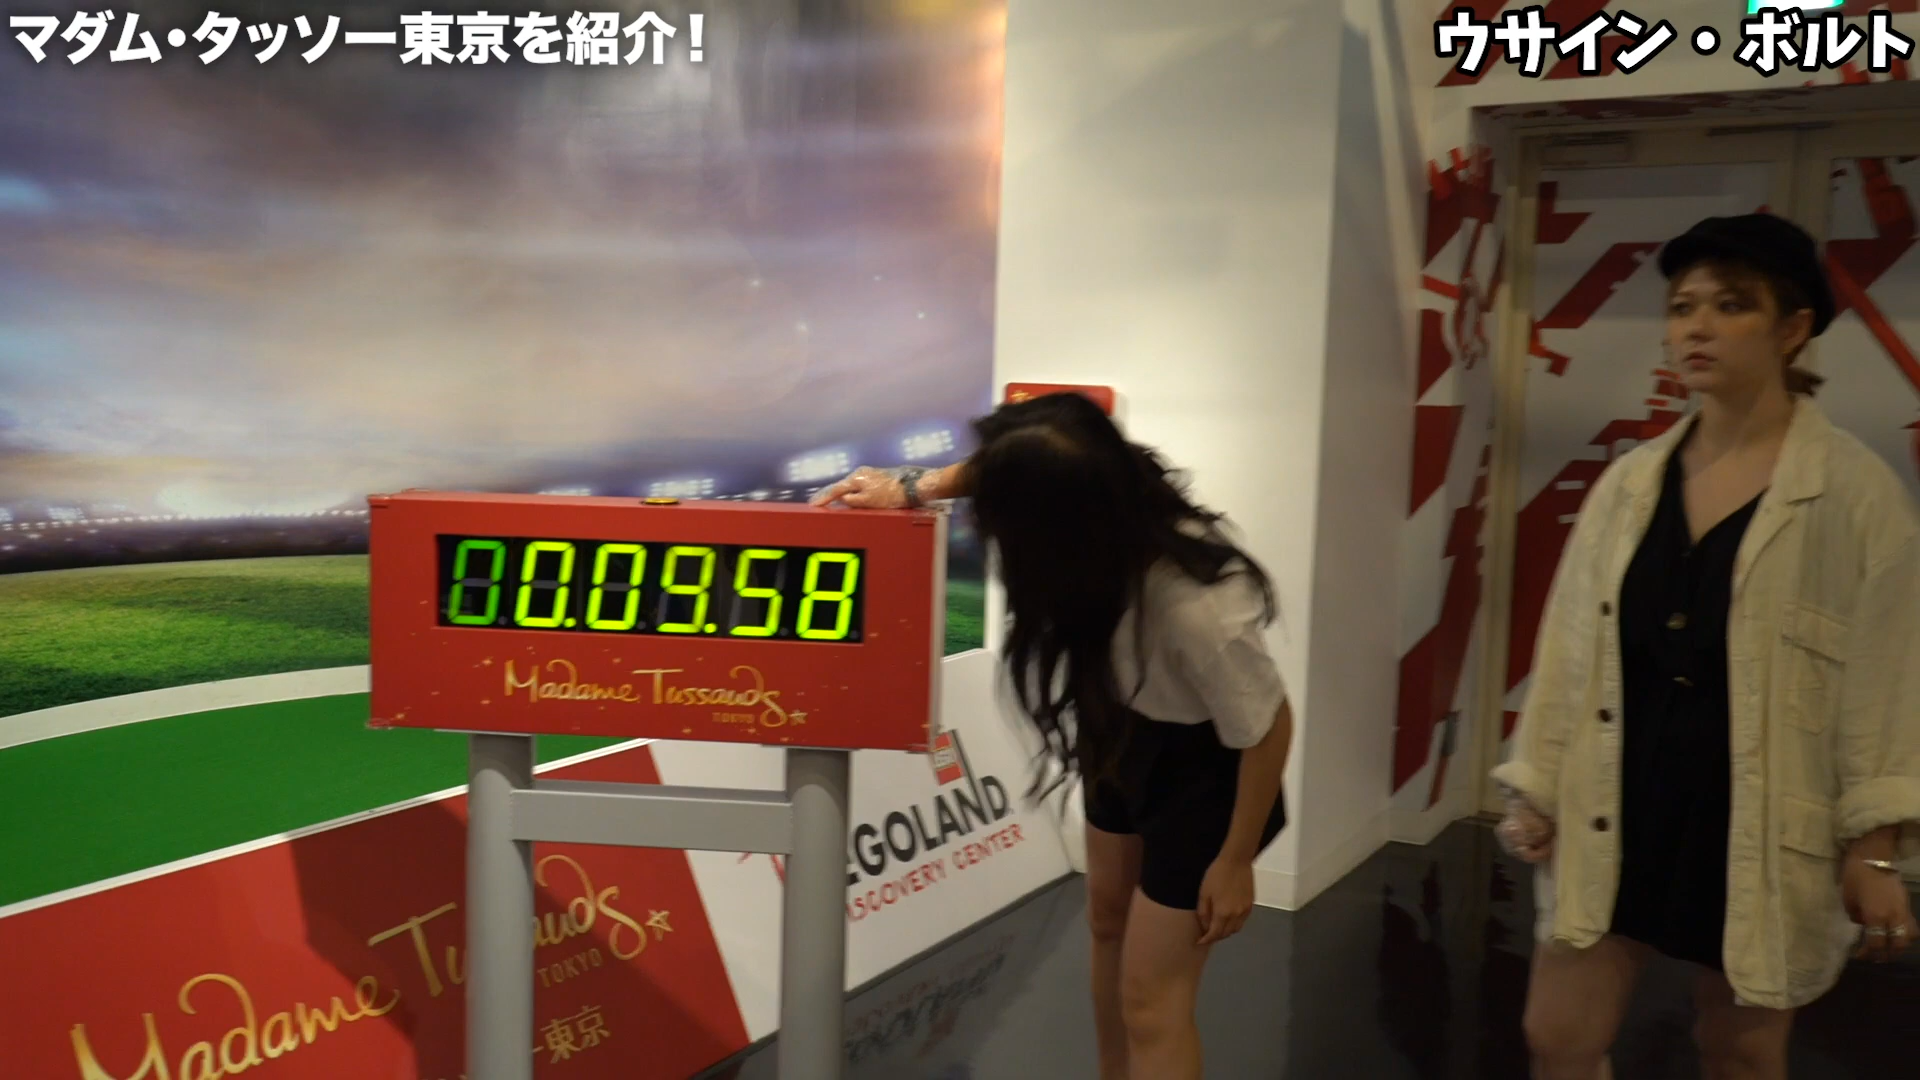 マダム・タッソー東京を紹介！
ウサイン・ボルト
00.09.58
Madame Tussauds
TOKYO
EGOLAND
DISCOVERY CENTER
Madame Tussauds
TOKYO
東京